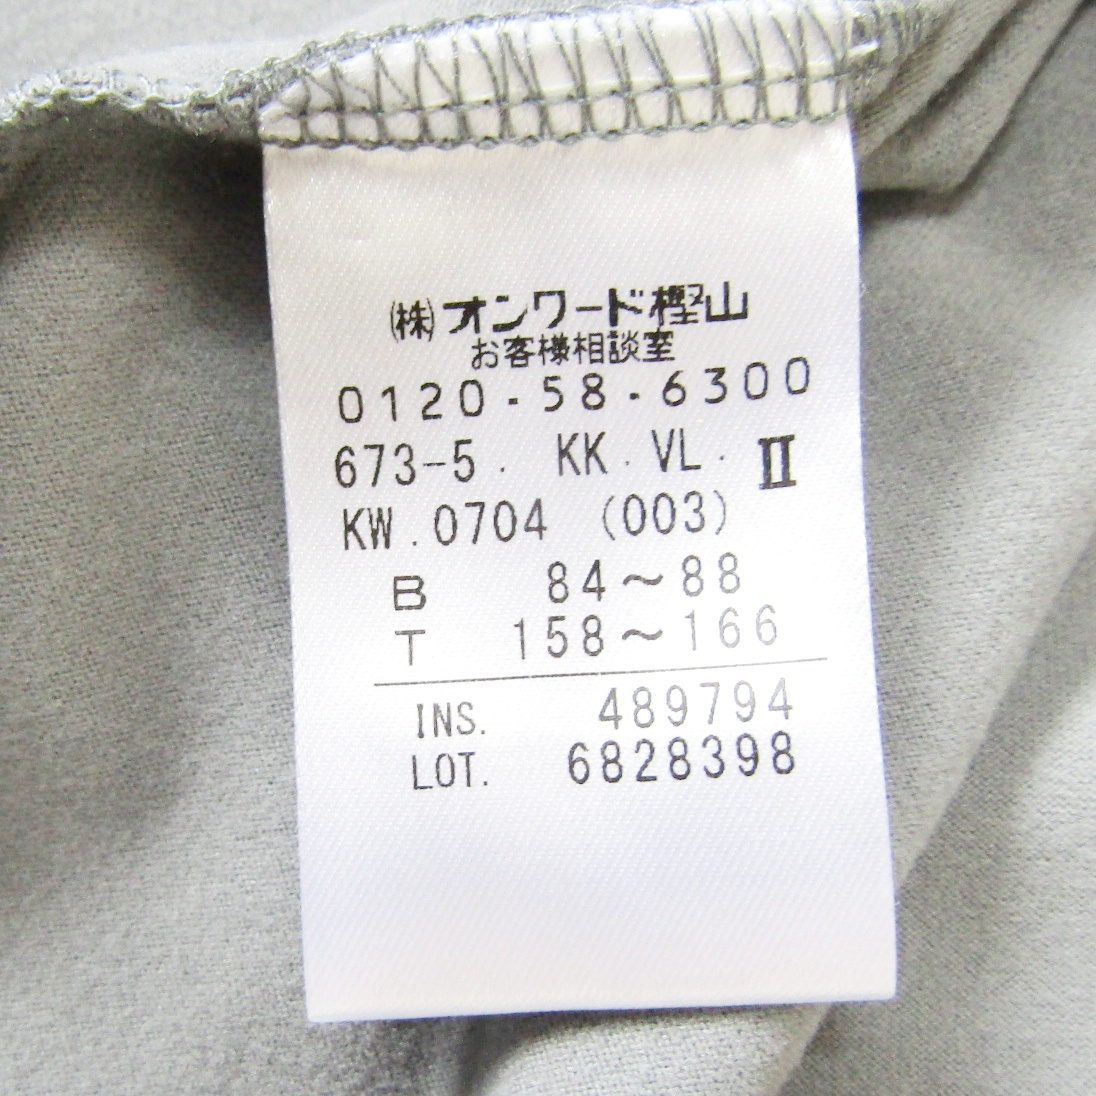 (株)オンワード樫山
お客様相談室
0120-58-6300
673-5. KK. VL. II
KW.0704 (003)
B 84~88
T 158~166
INS. 489794
LOT. 6828398